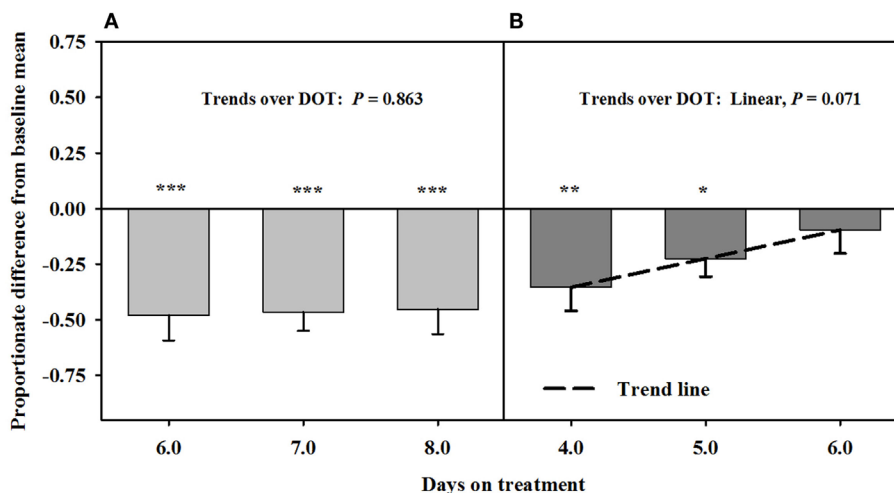 A B
Proportionate difference from baseline mean
0.75
0.50
0.25
0.00
-0.25
-0.50
-0.75
Trends over DOT: P = 0.863
*** *** ***
Trends over DOT: Linear, P = 0.071
** *
Trend line
6.0 7.0 8.0 4.0 5.0 6.0
Days on treatment